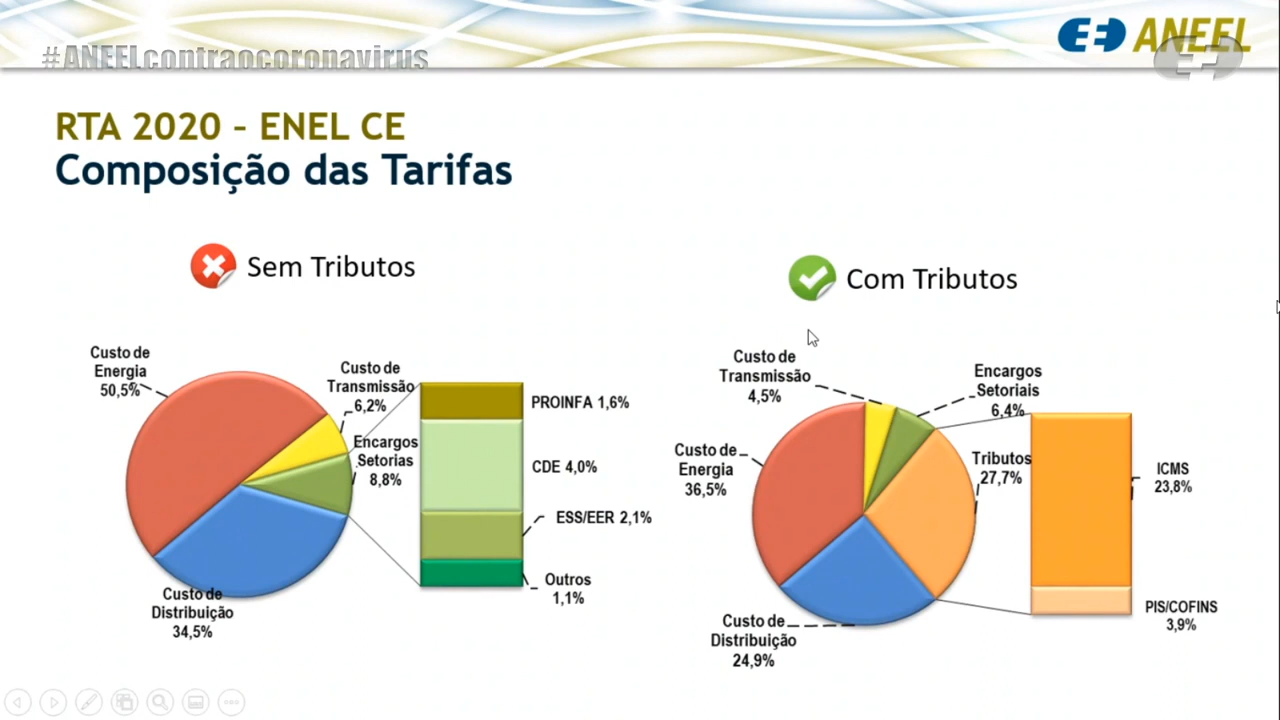 #ANEELcontraocoronavirus
ANEEL
RTA 2020 – ENEL CE
Composição das Tarifas
Sem Tributos
Custo de
Energia
50,5%
Custo de
Transmissão
6,2%
Encargos
Setorias
8,8%
Custo de
Distribuição
34,5%
PROINFA 1,6%
CDE 4,0%
ESS/EER 2,1%
Outros
1,1%
Com Tributos
Custo de
Transmissão
4,5%
Encargos
Setoriais
6,4%
Custo de
Energia
36,5%
Tributos
27,7%
Custo de
Distribuição
24,9%
ICMS
23,8%
PIS/COFINS
3,9%